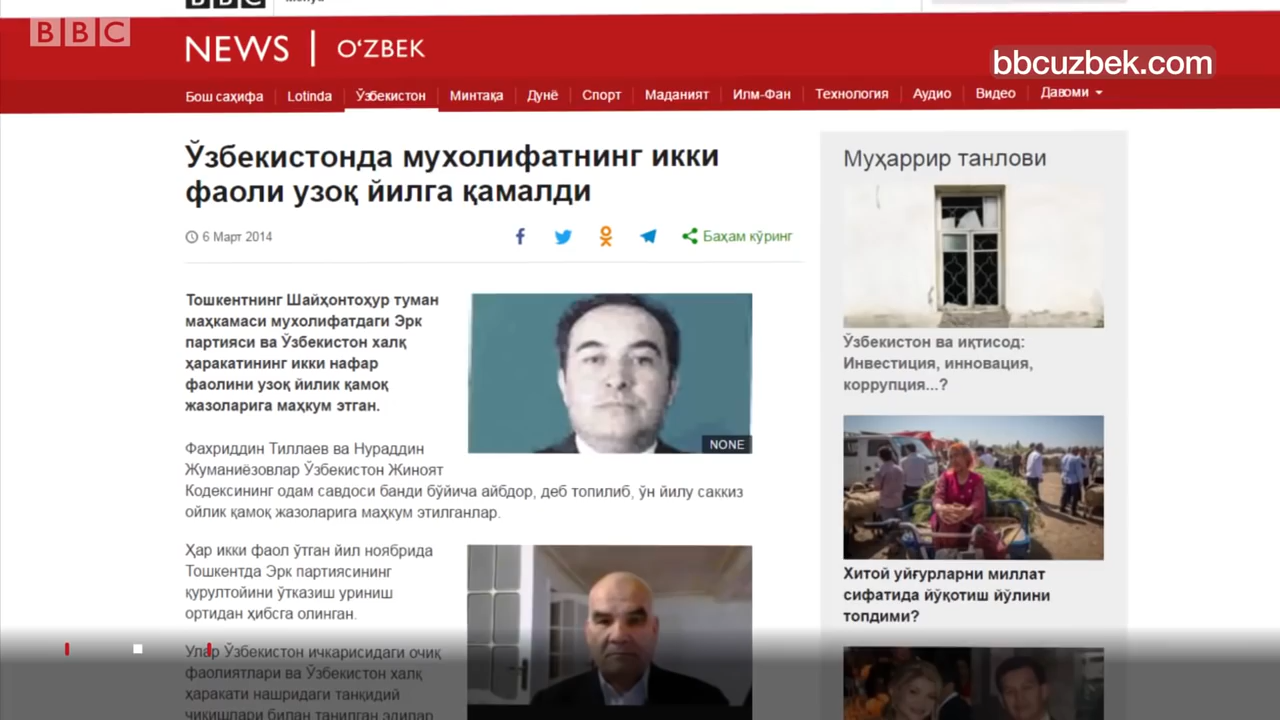 BBC
NEWS | OʻZBEK
bbcuzbek.com
Бош саҳифа
Lotinda
Ўзбекистон
Минтақа
Дунё
Спорт
Маданият
Илм-Фан
Технология
Аудио
Видео
Давоми
Ўзбекистонда мухолифатнинг икки
фаоли узоқ йилга қамалди
6 Март 2014
Баҳам кўринг
Тошкентнинг Шайҳонтоҳур туман
маҳкамаси мухолифатдаги Эрк
партияси ва Ўзбекистон халқ
ҳаракатининг икки нафар
фаолини узоқ йилик қамоқ
жазоларига маҳкум этган.
NONE
Фахриддин Тиллаев ва Нураддин
Жуманиёзовлар Ўзбекистон Жиноят
Кодексининг одам савдоси банди бўйича айбдор, деб топилиб, ўн йилу саккиз
ойлик қамоқ жазоларига маҳкум этилганлар.
Ҳар икки фаол ўтган йил ноябрида
Тошкентда Эрк партиясининг
қурултойини ўтказиш уриниш
ортидан ҳибсга олинган.
Улар Ўзбекистон ичкарисидаги очиқ
фаолиятлари ва Ўзбекистон халқ
ҳаракати нашридаги танқидий
чиқишлари билан танилган эдилар
Муҳаррир танлови
Ўзбекистон ва иқтисод:
Инвестиция, инновация,
коррупция...?
Хитой уйғурларни миллат
сифатида йўқотиш йўлини
топдими?